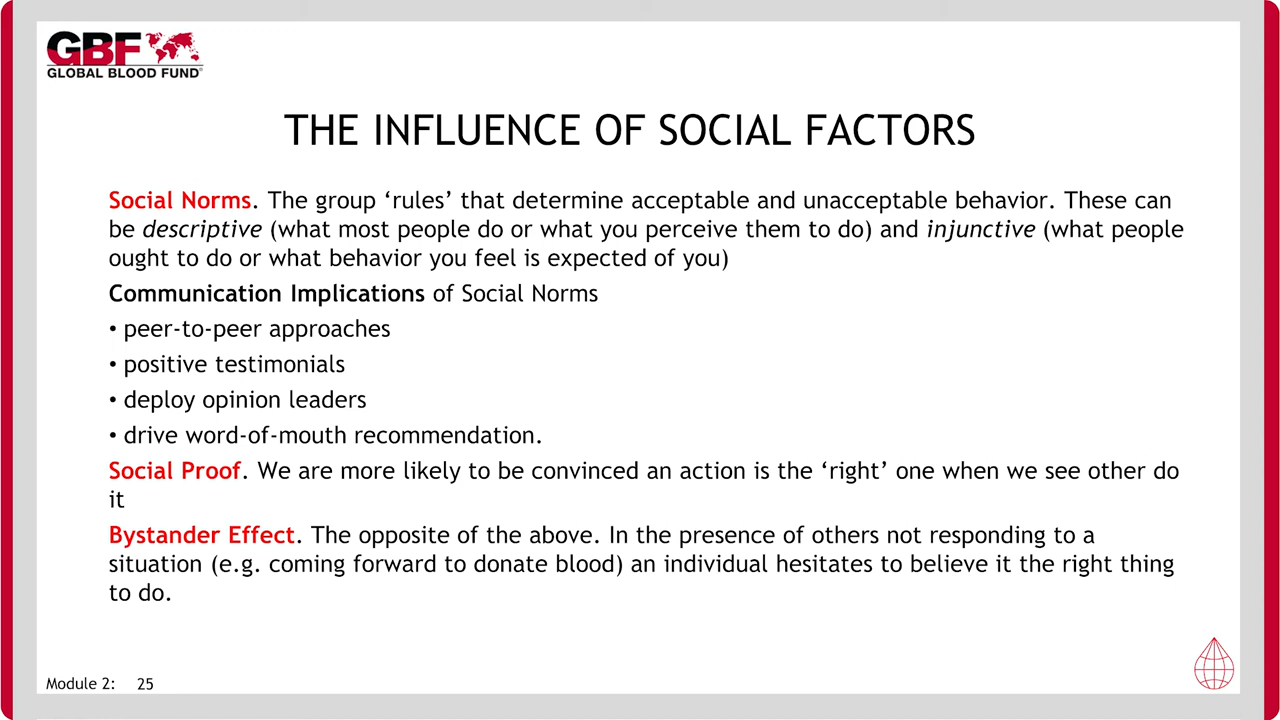 GBF
GLOBAL BLOOD FUND
THE INFLUENCE OF SOCIAL FACTORS
Social Norms. The group ‘rules’ that determine acceptable and unacceptable behavior. These can
be descriptive (what most people do or what you perceive them to do) and injunctive (what people
ought to do or what behavior you feel is expected of you)
Communication Implications of Social Norms
• peer-to-peer approaches
• positive testimonials
• deploy opinion leaders
• drive word-of-mouth recommendation.
Social Proof. We are more likely to be convinced an action is the ‘right’ one when we see other do
it
Bystander Effect. The opposite of the above. In the presence of others not responding to a
situation (e.g. coming forward to donate blood) an individual hesitates to believe it the right thing
to do.
Module 2: 25